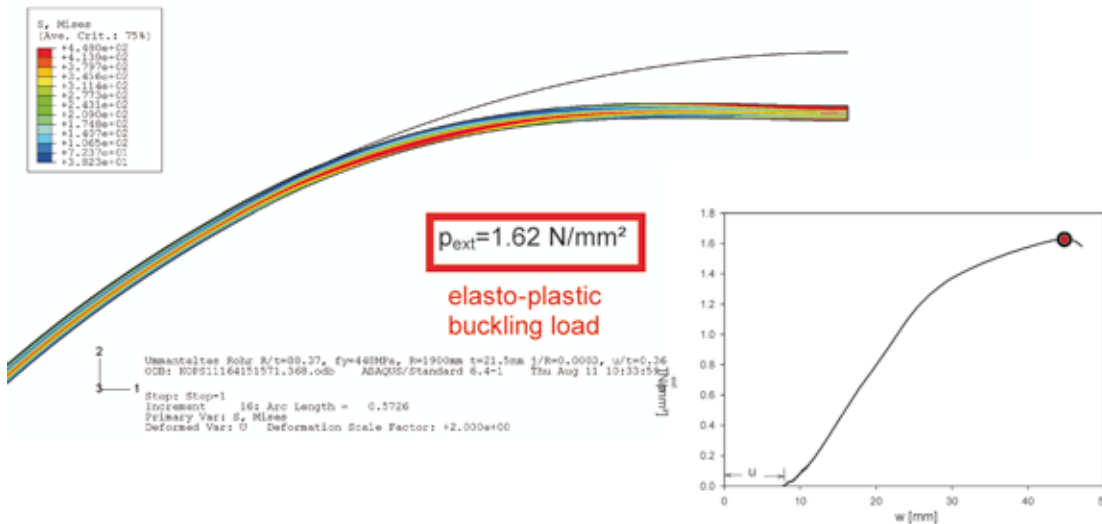 S, Mises
(Ave. Crit.: 75%)
+4.480e+02
+4.139e+02
+3.797e+02
+3.456e+02
+3.114e+02
+2.773e+02
+2.431e+02
+2.090e+02
+1.748e+02
+1.407e+02
+1.065e+02
+7.237e+01
+3.823e+01
pext=1.62 N/mm²
elasto-plastic
buckling load
2
3
1
Ummanteltes Rohr R/t=88.37, fy=448MPa, R=1900mm t=21.5mm j/R=0.0003, u/t=0.36
ODB: KOPS11164151571.368.odb ABAQUS/Standard 6.4-1 Thu Aug 11 10:33:59
Step: Step-1
Increment 16: Arc Length = 0.5726
Primary Var: S, Mises
Deformed Var: U Deformation Scale Factor: +2.000e+00
1.8
1.6
1.4
1.2
1.0
0.8
0.6
0.4
0.2
0.0
[N/mm²]
u
0
10
20
30
40
w [mm]